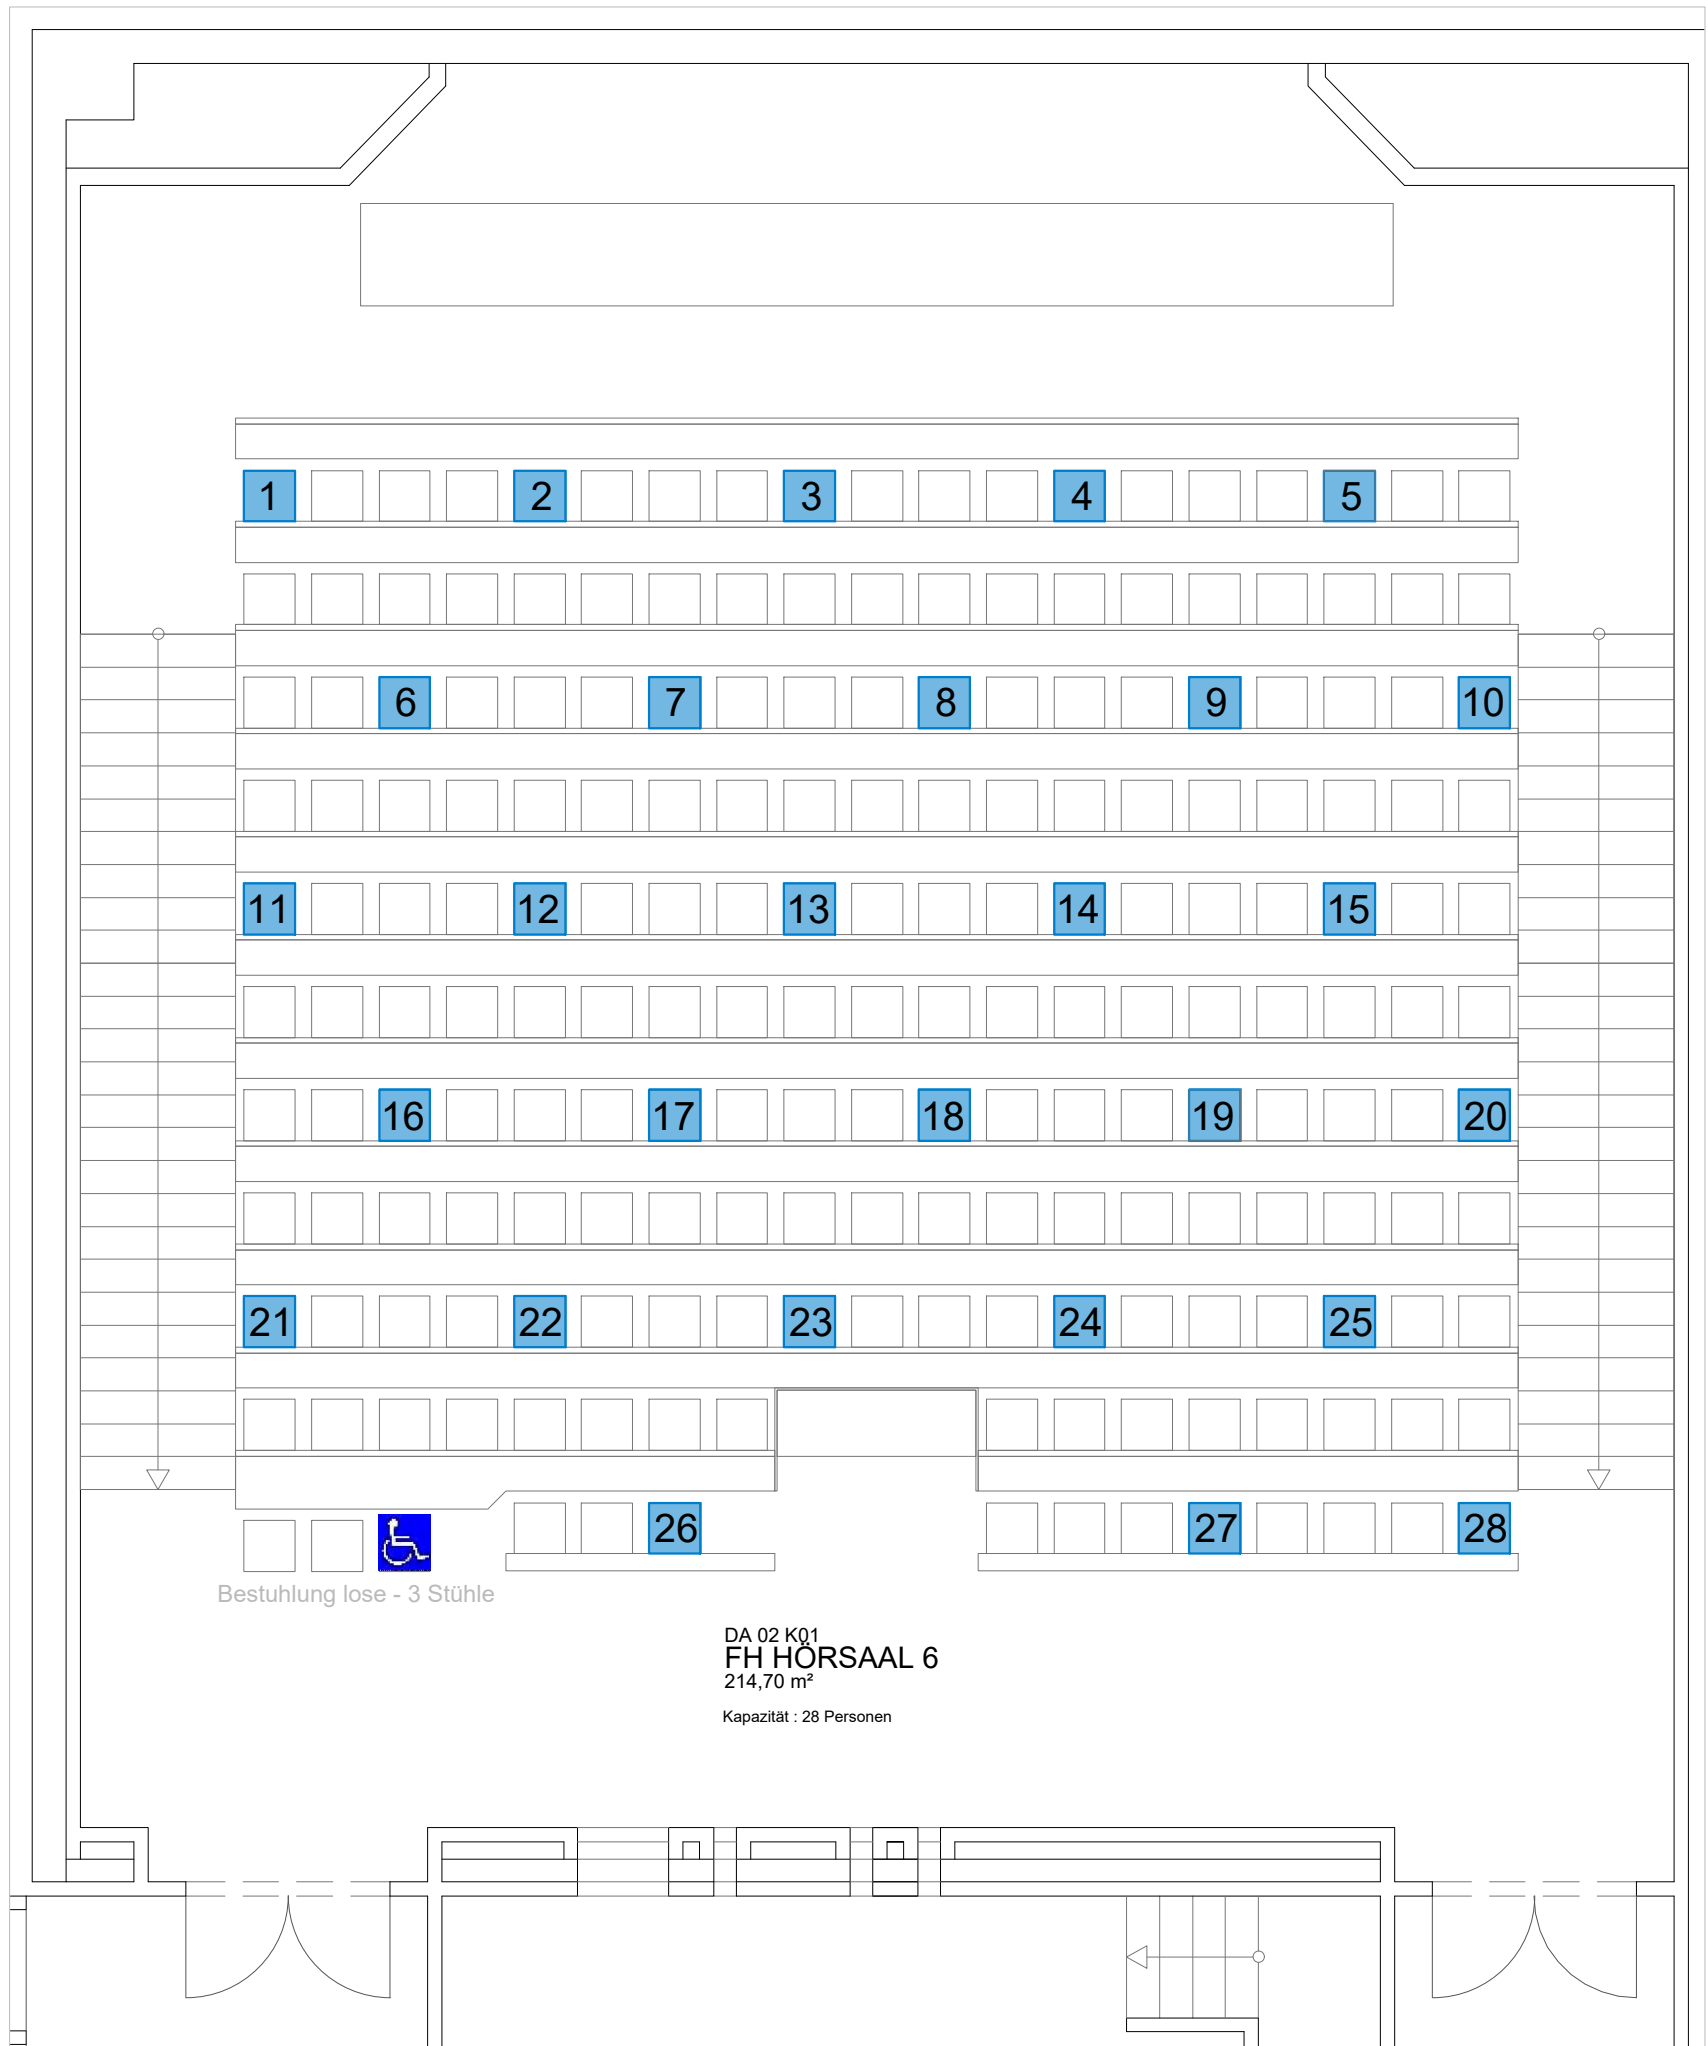 1 2 3 4 5
6 7 8 9 10
11 12 13 14 15
16 17 18 19 20
21 22 23 24 25
26 27 28
Bestuhlung lose - 3 Stühle
DA 02 K01
FH HÖRSAAL 6
214,70 m²
Kapazität : 28 Personen